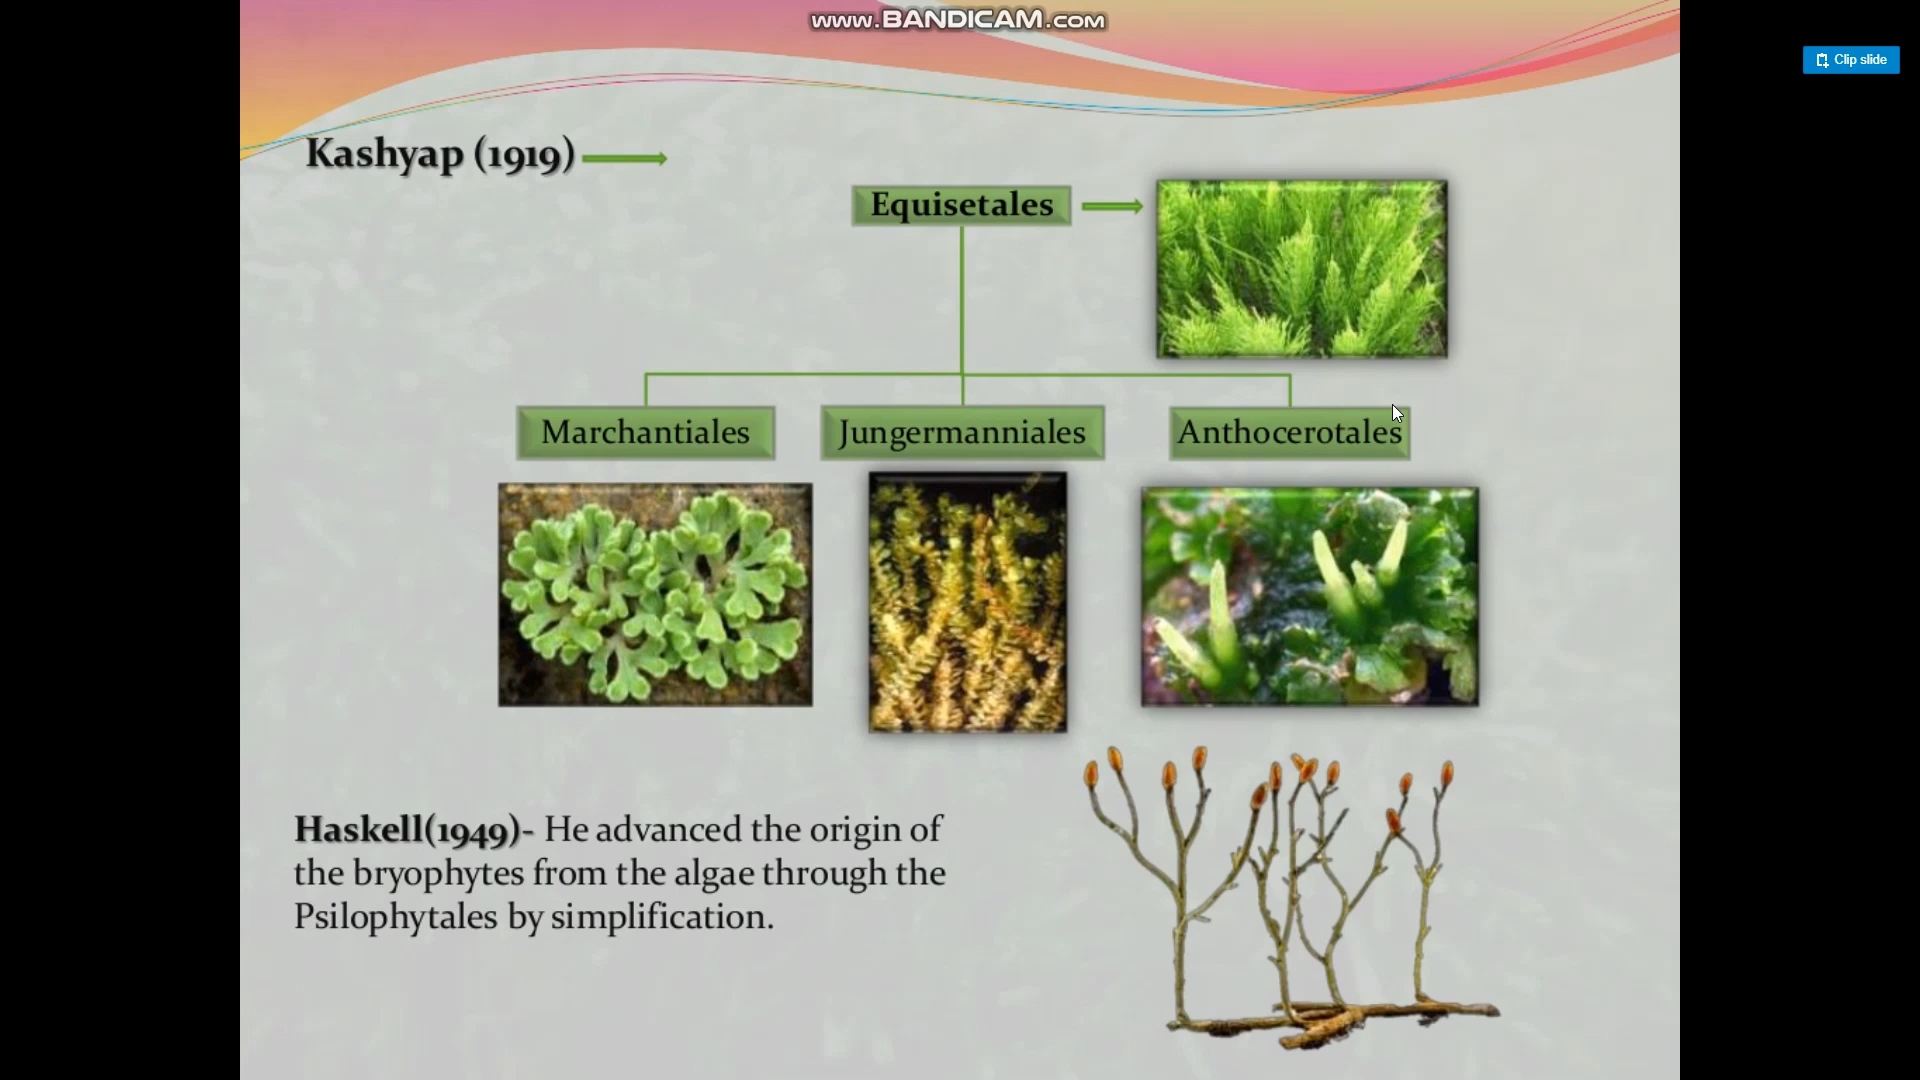 www.BANDICAM.com
Clip slide
Kashyap (1919)
Equisetales
Marchantiales
Jungermanniales
Anthocerotales
Haskell(1949)- He advanced the origin of
the bryophytes from the algae through the
Psilophytales by simplification.